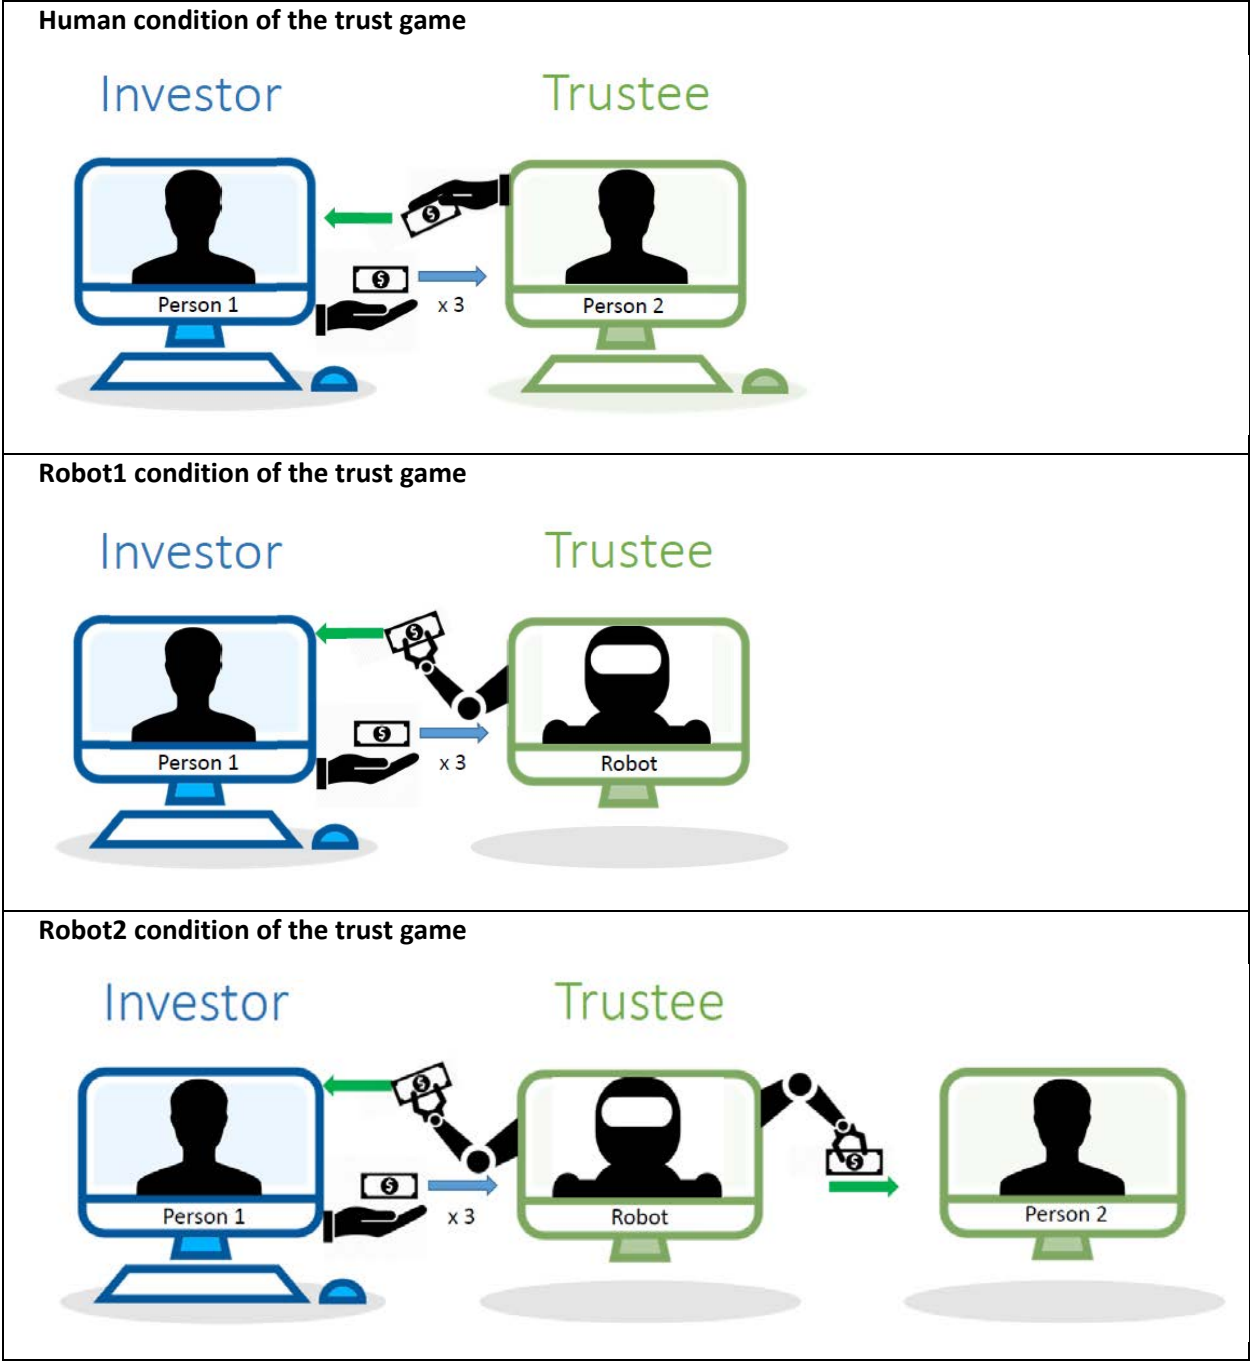 Human condition of the trust game
Investor Trustee
$
$
x 3
Person 1 Person 2
Robot1 condition of the trust game
Investor Trustee
$
$
x 3
Person 1 Robot
Robot2 condition of the trust game
Investor Trustee
$
$
$
x 3
Person 1 Robot Person 2